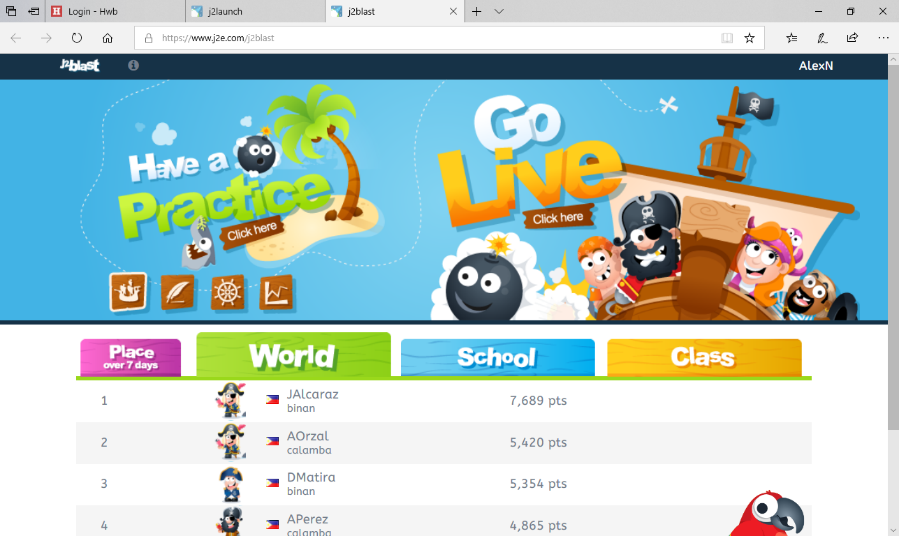 Login - Hwb
j2launch
j2blast
https://www.j2e.com/j2blast
j2blast
AlexN
Have a
Practice
Click here
Go
Live
Click here
Place
over 7 days
World
School
Class
1
JAlcaraz
binan
7,689 pts
2
AOrzal
calamba
5,420 pts
3
DMatira
binan
5,354 pts
4
APerez
calamba
4,865 pts